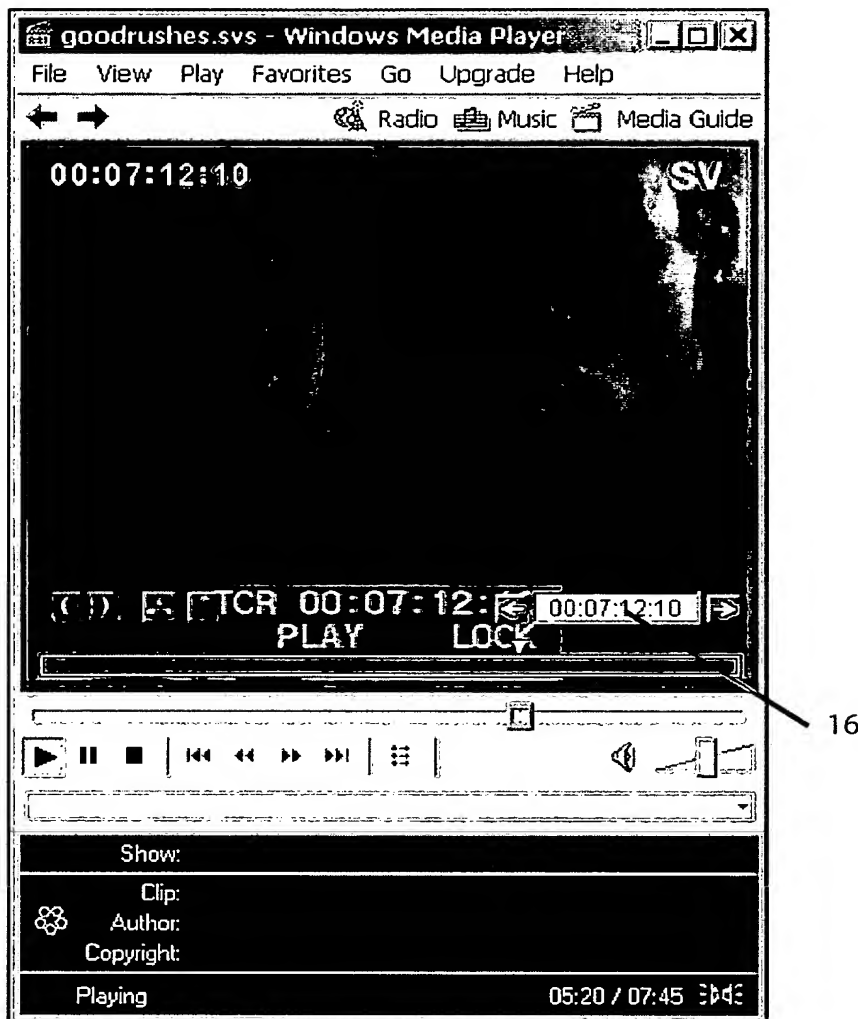 goodrushes.svs - Windows Media Player
File View Play Favorites Go Upgrade Help
Radio Music Media Guide
00:07:12:10 SV
TCR 00:07:12: 00:07:12:10
PLAY LOCK
16
Show:
Clip:
Author:
Copyright:
Playing 05:20 / 07:45